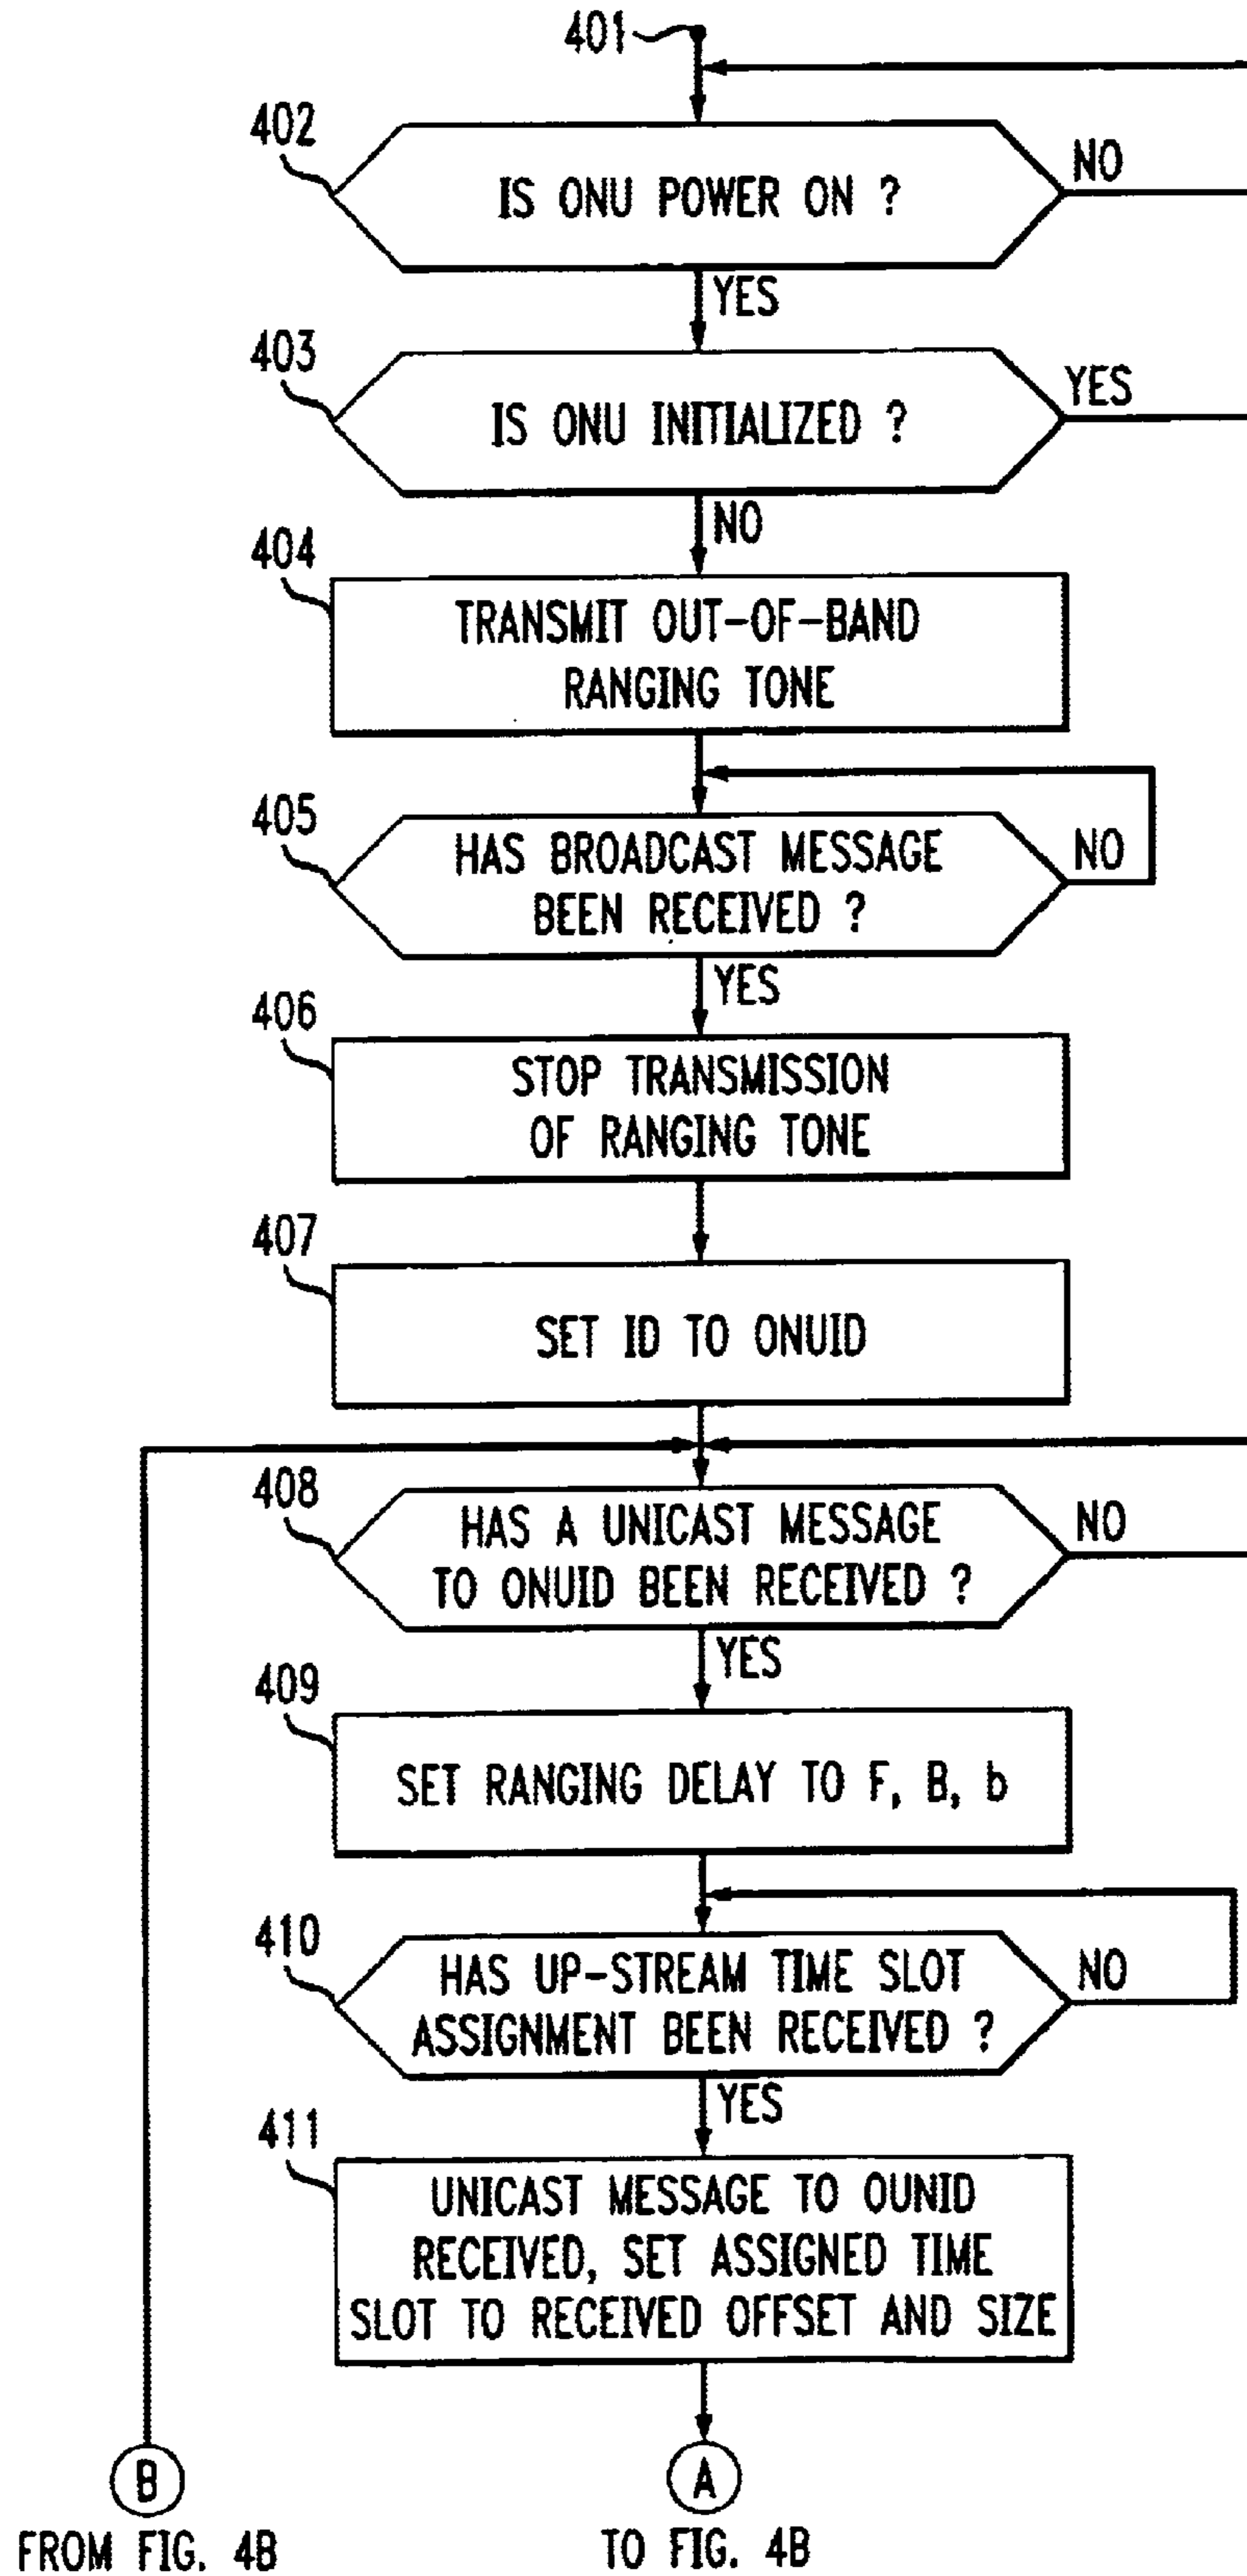 401
402
IS ONU POWER ON ?
NO
YES
403
IS ONU INITIALIZED ?
YES
NO
404
TRANSMIT OUT-OF-BAND
RANGING TONE
405
HAS BROADCAST MESSAGE
BEEN RECEIVED ?
NO
YES
406
STOP TRANSMISSION
OF RANGING TONE
407
SET ID TO ONUID
408
HAS A UNICAST MESSAGE
TO ONUID BEEN RECEIVED ?
NO
YES
409
SET RANGING DELAY TO F, B, b
410
HAS UP-STREAM TIME SLOT
ASSIGNMENT BEEN RECEIVED ?
NO
YES
411
UNICAST MESSAGE TO OUNID
RECEIVED, SET ASSIGNED TIME
SLOT TO RECEIVED OFFSET AND SIZE
B
FROM FIG. 4B
A
TO FIG. 4B